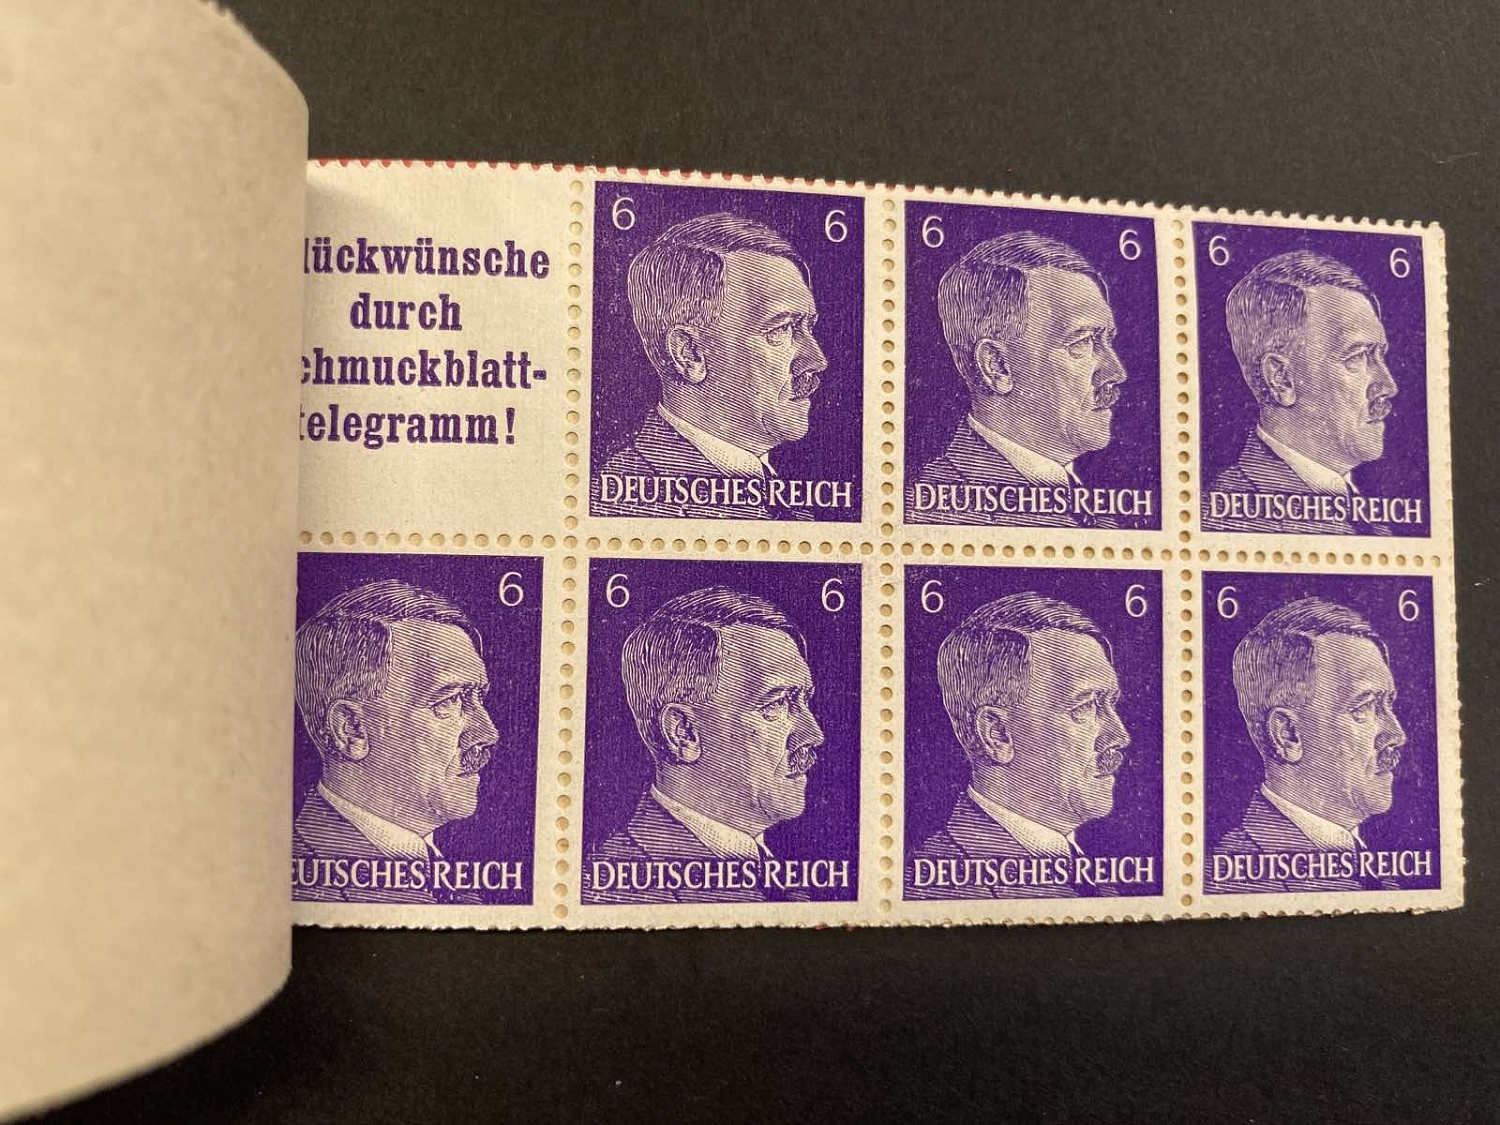 lückwünsche
durch
chmuckblatt-
telegramm!
6 6
DEUTSCHES REICH
6 6
DEUTSCHES REICH
6 6
DEUTSCHES REICH
6
EUTSCHES REICH
6 6
DEUTSCHES REICH
6 6
DEUTSCHES REICH
6 6
DEUTSCHES REICH